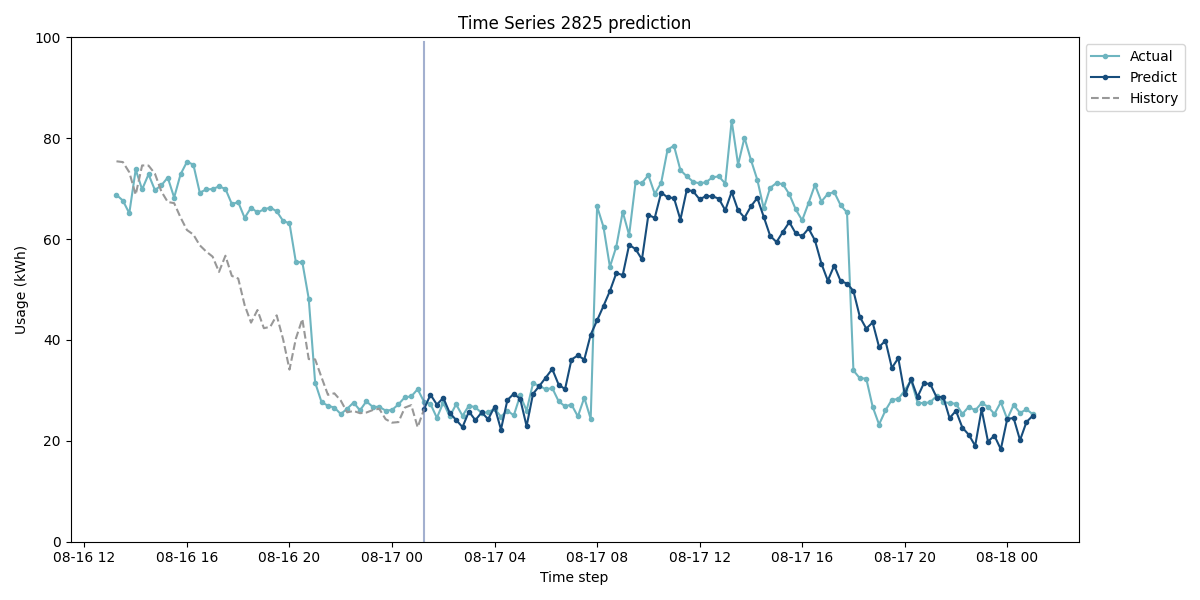 Time Series 2825 prediction
100
80
60
40
20
0
Usage (kWh)
08-16 12
08-16 16
08-16 20
08-17 00
08-17 04
08-17 08
08-17 12
08-17 16
08-17 20
08-18 00
Time step
Actual
Predict
History